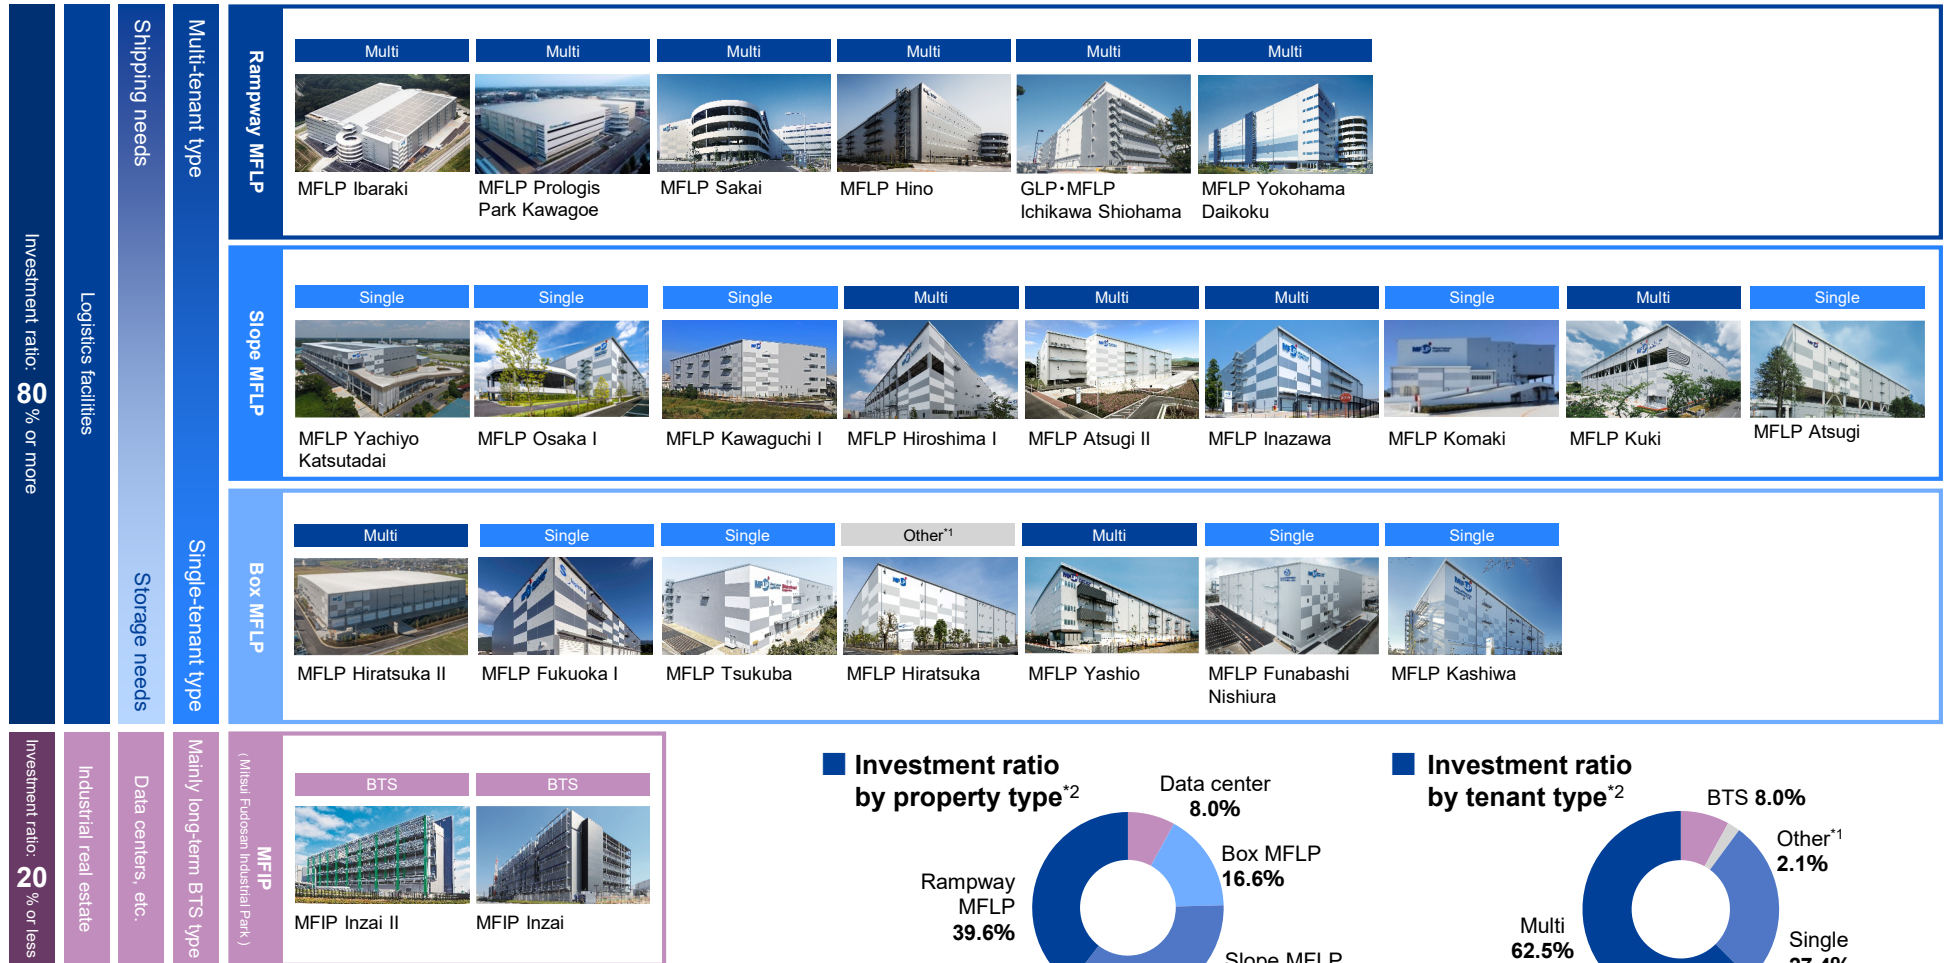 Investment ratio: 80 % or more
Logistics facilities
Shipping needs
Storage needs
Multi-tenant type
Single-tenant type
Rampway MFLP
Multi
Multi
Multi
Multi
Multi
Multi
MFLP Ibaraki
MFLP Prologis
Park Kawagoe
MFLP Sakai
MFLP Hino
GLP・MFLP
Ichikawa Shiohama
MFLP Yokohama
Daikoku
Slope MFLP
Single
Single
Single
Multi
Multi
Multi
Single
Multi
Single
MFLP Yachiyo
Katsutadai
MFLP Osaka I
MFLP Kawaguchi I
MFLP Hiroshima I
MFLP Atsugi II
MFLP Inazawa
MFLP Komaki
MFLP Kuki
MFLP Atsugi
Box MFLP
Multi
Single
Single
Other*1
Multi
Single
Single
MFLP Hiratsuka II
MFLP Fukuoka I
MFLP Tsukuba
MFLP Hiratsuka
MFLP Yashio
MFLP Funabashi
Nishiura
MFLP Kashiwa
Investment ratio: 20 % or less
Industrial real estate
Data centers, etc.
Mainly long-term BTS type
MFIP
(Mitsui Fudosan Industrial Park)
BTS
BTS
MFIP Inzai II
MFIP Inzai
Investment ratio
by property type*2
Data center
8.0%
Box MFLP
16.6%
Slope MFLP
Rampway
MFLP
39.6%
Investment ratio
by tenant type*2
BTS 8.0%
Other*1
2.1%
Single
27.4%
Multi
62.5%